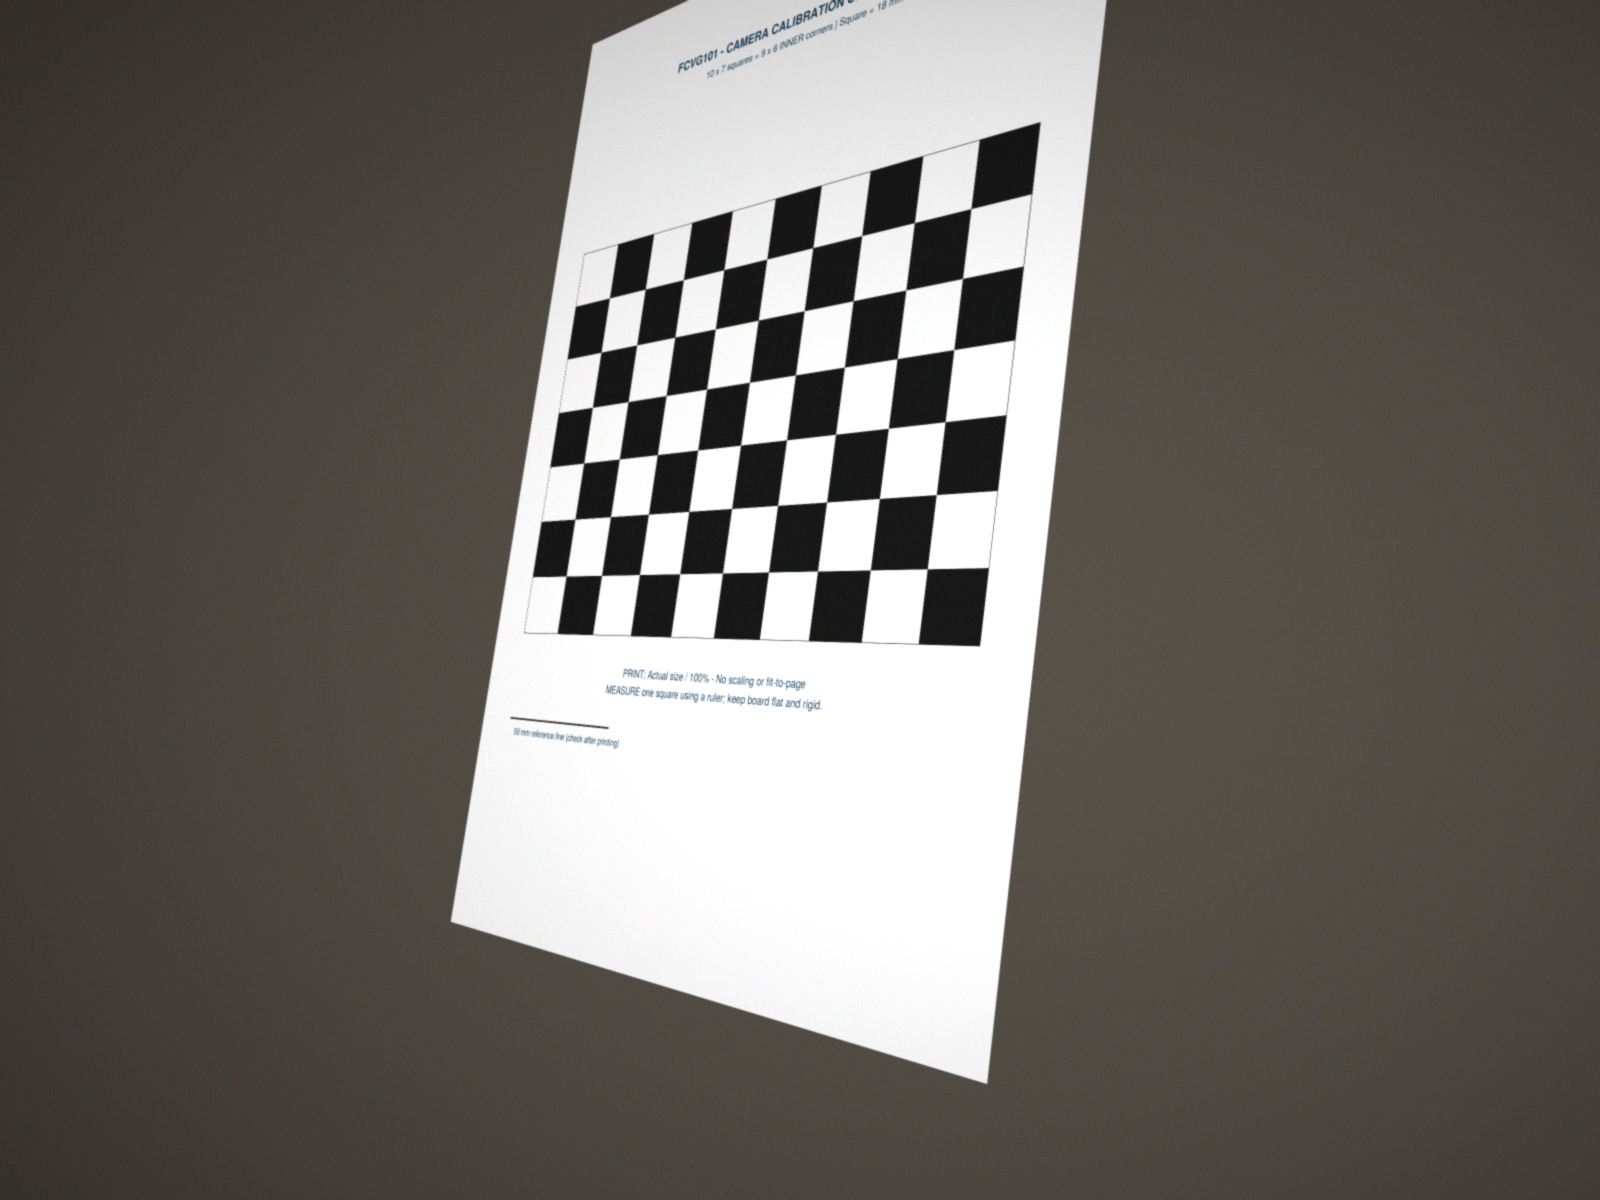 FCVG101 - CAMERA CALIBRATION
10 x 7 squares = 9 x 6 INNER corners | Square = 18 mm
PRINT: Actual size / 100% - No scaling or fit-to-page
MEASURE one square using a ruler; keep board flat and rigid.
50 mm reference line (check after printing)